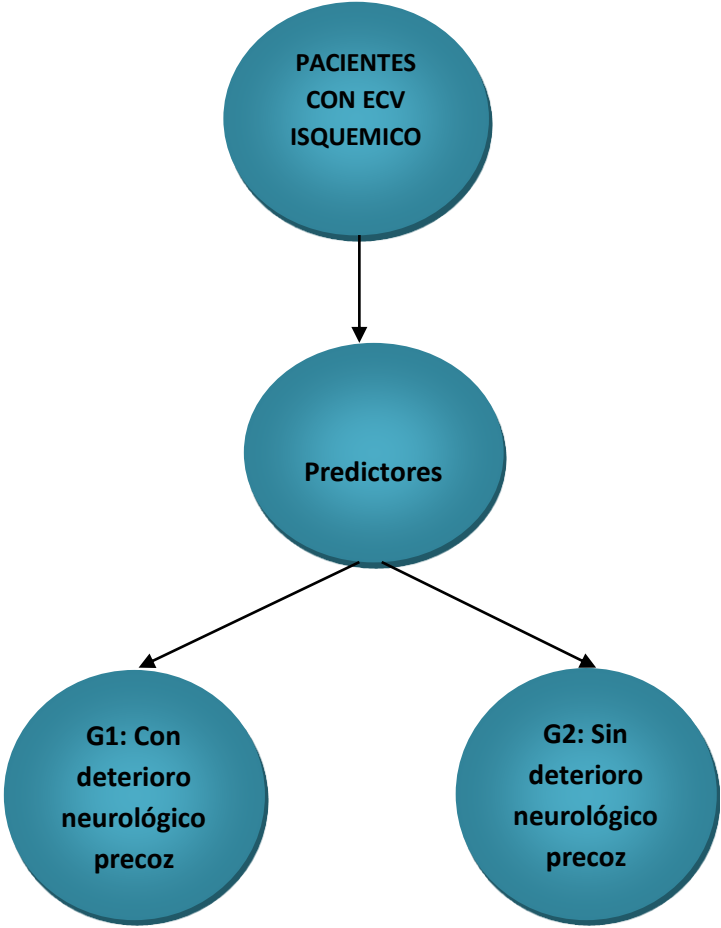 PACIENTES
CON ECV
ISQUEMICO
Predictores
G1: Con
deterioro
neurológico
precoz
G2: Sin
deterioro
neurológico
precoz